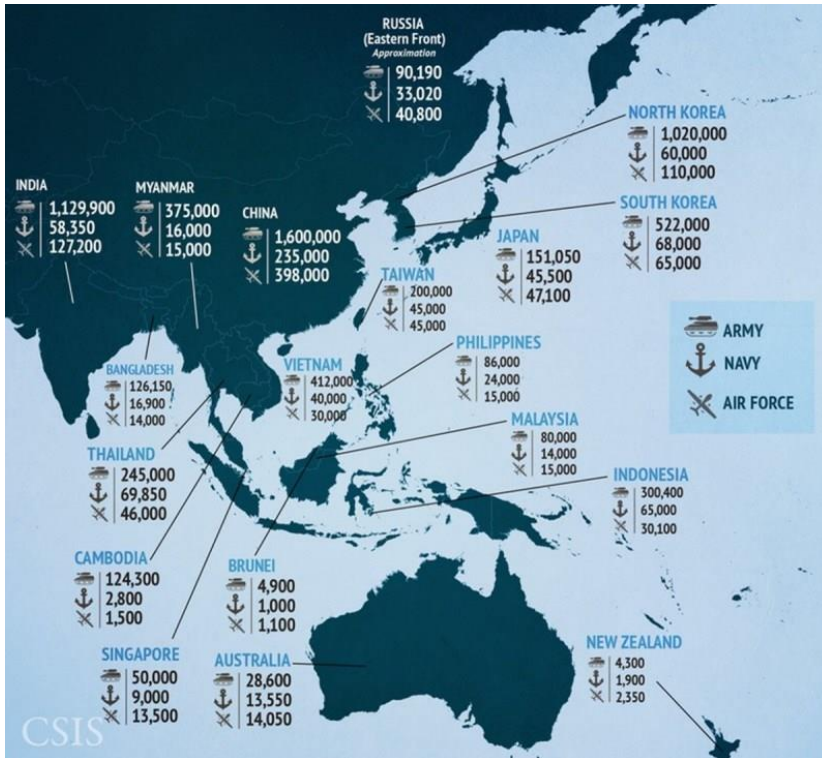 RUSSIA
(Eastern Front)
Approximation
90,190
33,020
40,800
NORTH KOREA
1,020,000
60,000
110,000
INDIA
1,129,900
58,350
127,200
MYANMAR
375,000
16,000
15,000
CHINA
1,600,000
235,000
398,000
SOUTH KOREA
522,000
68,000
65,000
JAPAN
151,050
45,500
47,100
TAIWAN
200,000
45,000
45,000
ARMY
NAVY
AIR FORCE
BANGLADESH
126,150
16,900
14,000
VIETNAM
412,000
40,000
30,000
PHILIPPINES
86,000
24,000
15,000
MALAYSIA
80,000
14,000
15,000
THAILAND
245,000
69,850
46,000
INDONESIA
300,400
65,000
30,100
CAMBODIA
124,300
2,800
1,500
BRUNEI
4,900
1,000
1,100
SINGAPORE
50,000
9,000
13,500
AUSTRALIA
28,600
13,550
14,050
NEW ZEALAND
4,300
1,900
2,350
CSIS